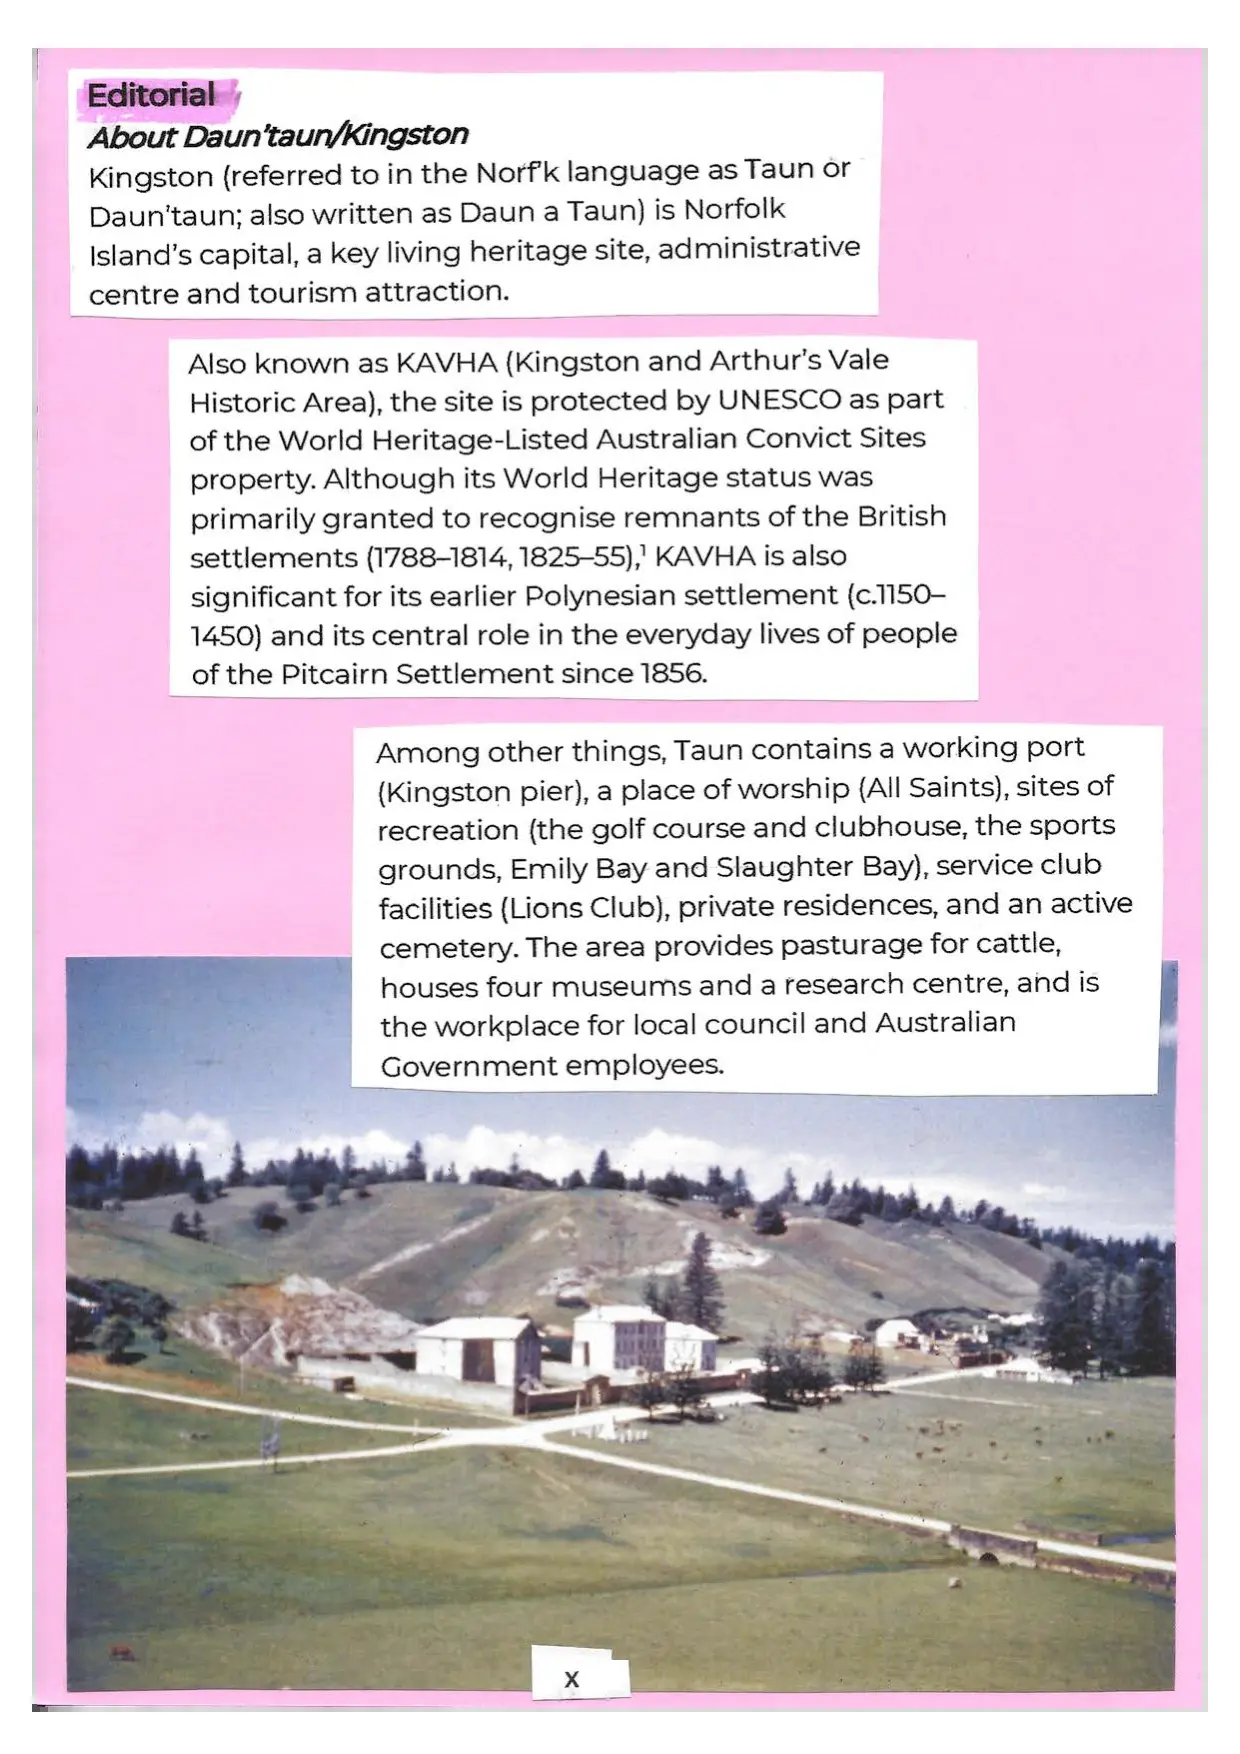 Editorial
About Daun'taun/Kingston
Kingston (referred to in the Norf'k language as Taun or
Daun'taun; also written as Daun a Taun) is Norfolk
Island's capital, a key living heritage site, administrative
centre and tourism attraction.
Also known as KAVHA (Kingston and Arthur's Vale
Historic Area), the site is protected by UNESCO as part
of the World Heritage-Listed Australian Convict Sites
property. Although its World Heritage status was
primarily granted to recognise remnants of the British
settlements (1788–1814, 1825–55),¹ KAVHA is also
significant for its earlier Polynesian settlement (c.1150–
1450) and its central role in the everyday lives of people
of the Pitcairn Settlement since 1856.
Among other things, Taun contains a working port
(Kingston pier), a place of worship (All Saints), sites of
recreation (the golf course and clubhouse, the sports
grounds, Emily Bay and Slaughter Bay), service club
facilities (Lions Club), private residences, and an active
cemetery. The area provides pasturage for cattle,
houses four museums and a research centre, and is
the workplace for local council and Australian
Government employees.
X